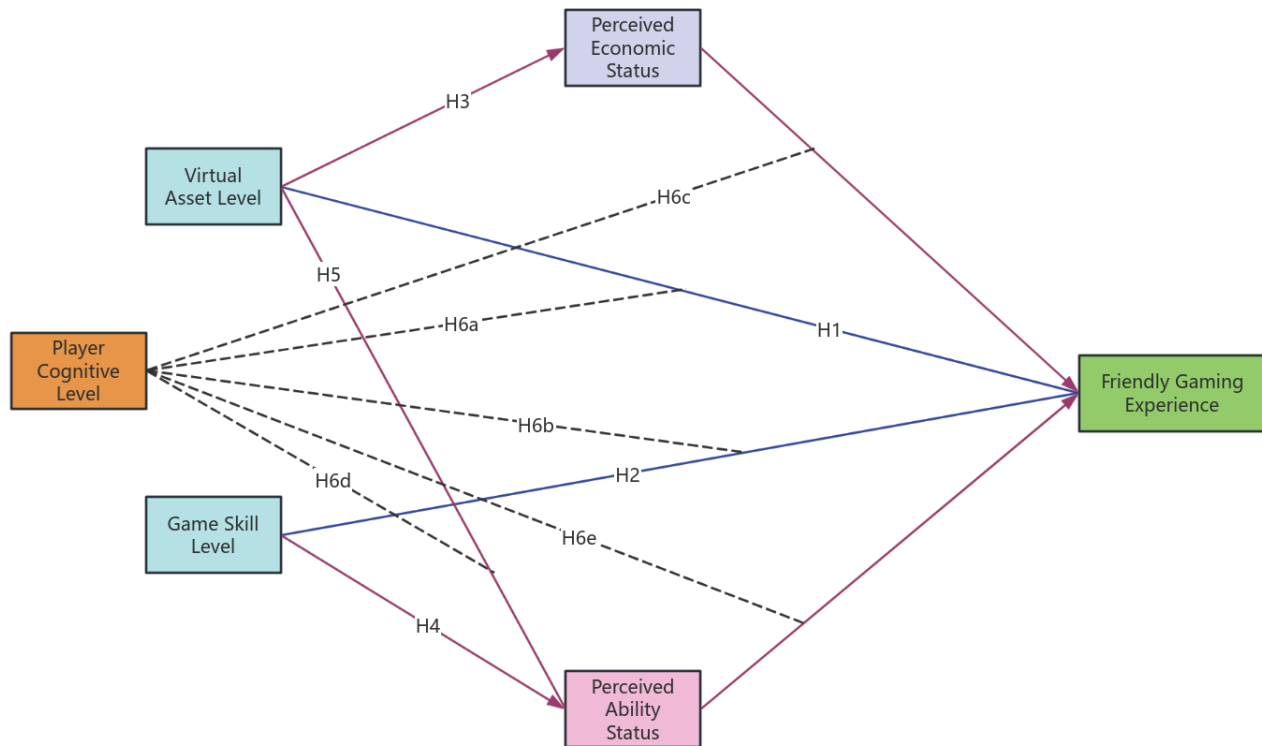 Perceived
Economic
Status
H3
Virtual
Asset Level
H6c
H5
H6a
H1
Player
Cognitive
Level
Friendly Gaming
Experience
H6b
H2
H6d
Game Skill
Level
H6e
H4
Perceived
Ability
Status